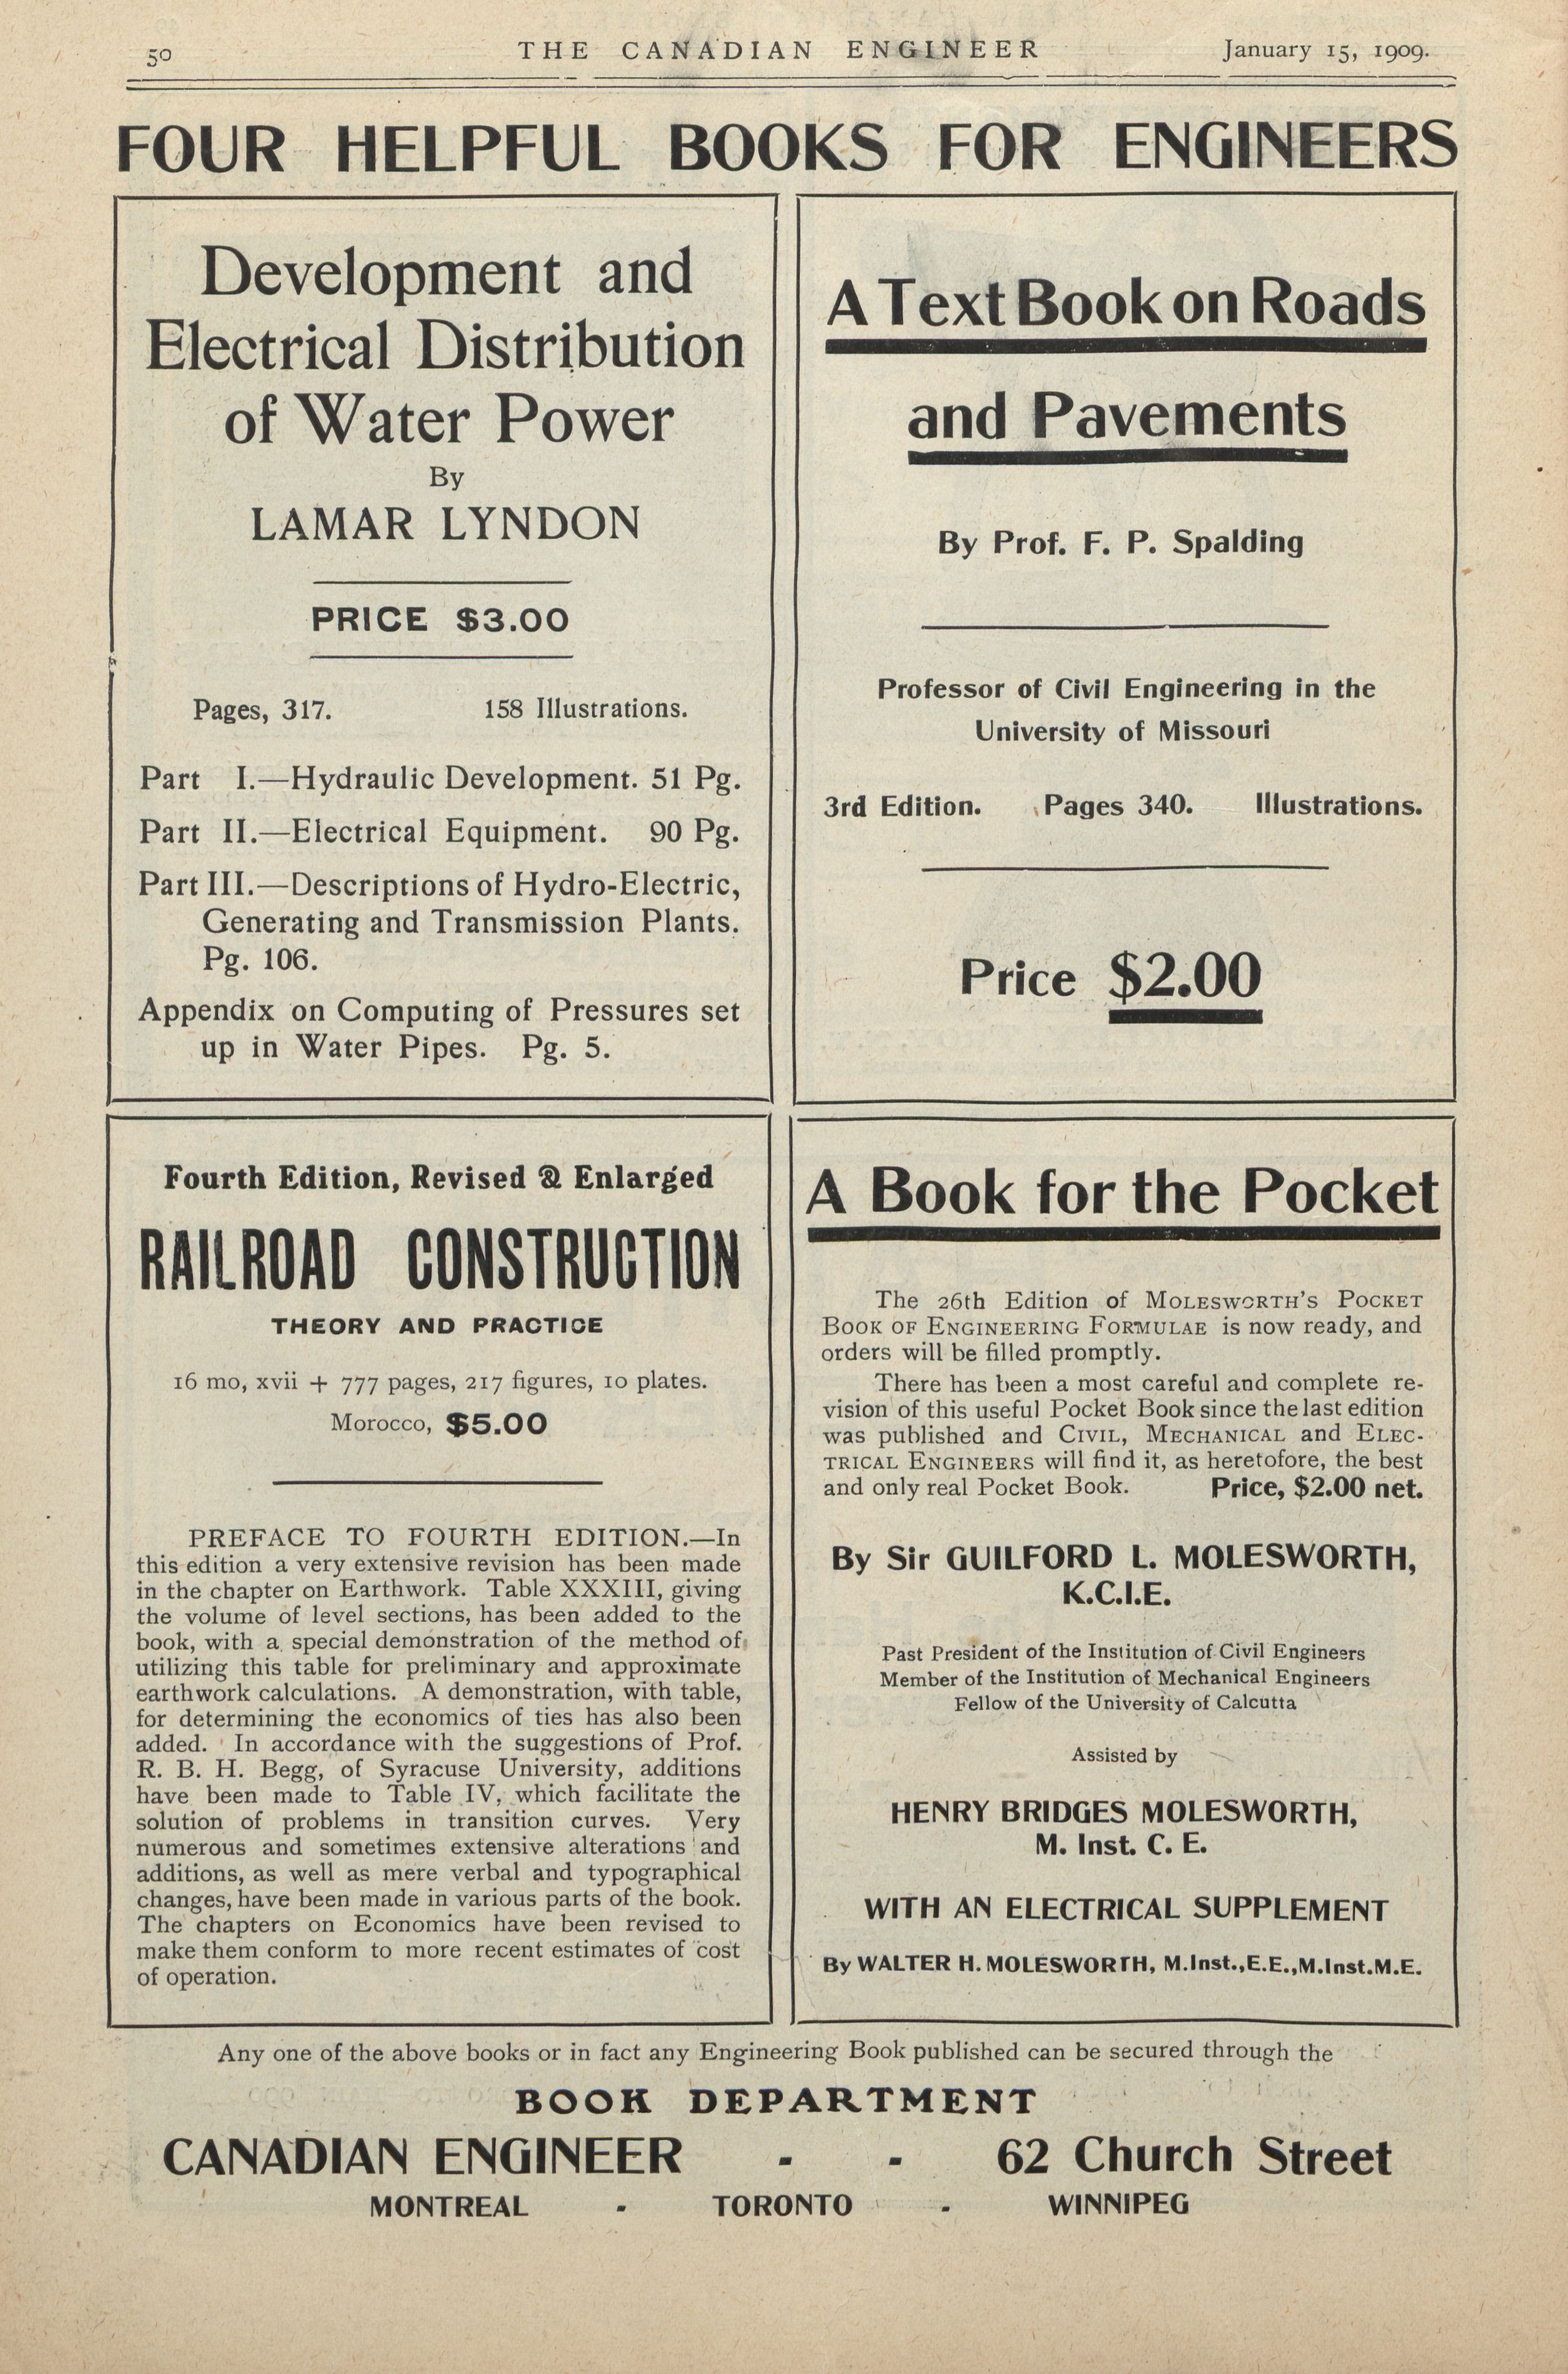 50
THE CANADIAN ENGINEER
January 15, 1909.
FOUR HELPFUL BOOKS FOR ENGINEERS
Development and
Electrical Distribution
of Water Power
By
LAMAR LYNDON
PRICE $3.00
Pages, 317. 158 Illustrations.
Part I.—Hydraulic Development. 51 Pg.
Part II.—Electrical Equipment. 90 Pg.
Part III.—Descriptions of Hydro-Electric,
Generating and Transmission Plants.
Pg. 106.
Appendix on Computing of Pressures set
up in Water Pipes. Pg. 5.
A Text Book on Roads
and Pavements
By Prof. F. P. Spalding
Professor of Civil Engineering in the
University of Missouri
3rd Edition. Pages 340. Illustrations.
Price $2.00
Fourth Edition, Revised & Enlarged
RAILROAD CONSTRUCTION
THEORY AND PRACTICE
16 mo, xvii + 777 pages, 217 figures, 10 plates.
Morocco, $5.00
PREFACE TO FOURTH EDITION.—In
this edition a very extensive revision has been made
in the chapter on Earthwork. Table XXXIII, giving
the volume of level sections, has been added to the
book, with a special demonstration of the method of
utilizing this table for preliminary and approximate
earthwork calculations. A demonstration, with table,
for determining the economics of ties has also been
added. In accordance with the suggestions of Prof.
R. B. H. Begg, of Syracuse University, additions
have been made to Table IV, which facilitate the
solution of problems in transition curves. Very
numerous and sometimes extensive alterations and
additions, as well as mere verbal and typographical
changes, have been made in various parts of the book.
The chapters on Economics have been revised to
make them conform to more recent estimates of cost
of operation.
A Book for the Pocket
The 26th Edition of MOLESWORTH'S POCKET
BOOK OF ENGINEERING FORMULAE is now ready, and
orders will be filled promptly.
There has been a most careful and complete re-
vision of this useful Pocket Book since the last edition
was published and CIVIL, MECHANICAL and ELEC-
TRICAL ENGINEERS will find it, as heretofore, the best
and only real Pocket Book. Price, $2.00 net.
By Sir GUILFORD L. MOLESWORTH,
K.C.I.E.
Past President of the Institution of Civil Engineers
Member of the Institution of Mechanical Engineers
Fellow of the University of Calcutta
Assisted by
HENRY BRIDGES MOLESWORTH,
M. Inst. C. E.
WITH AN ELECTRICAL SUPPLEMENT
By WALTER H. MOLESWORTH, M.Inst.,E.E.,M.Inst.M.E.
Any one of the above books or in fact any Engineering Book published can be secured through the
BOOK DEPARTMENT
CANADIAN ENGINEER - - 62 Church Street
MONTREAL - TORONTO - WINNIPEG